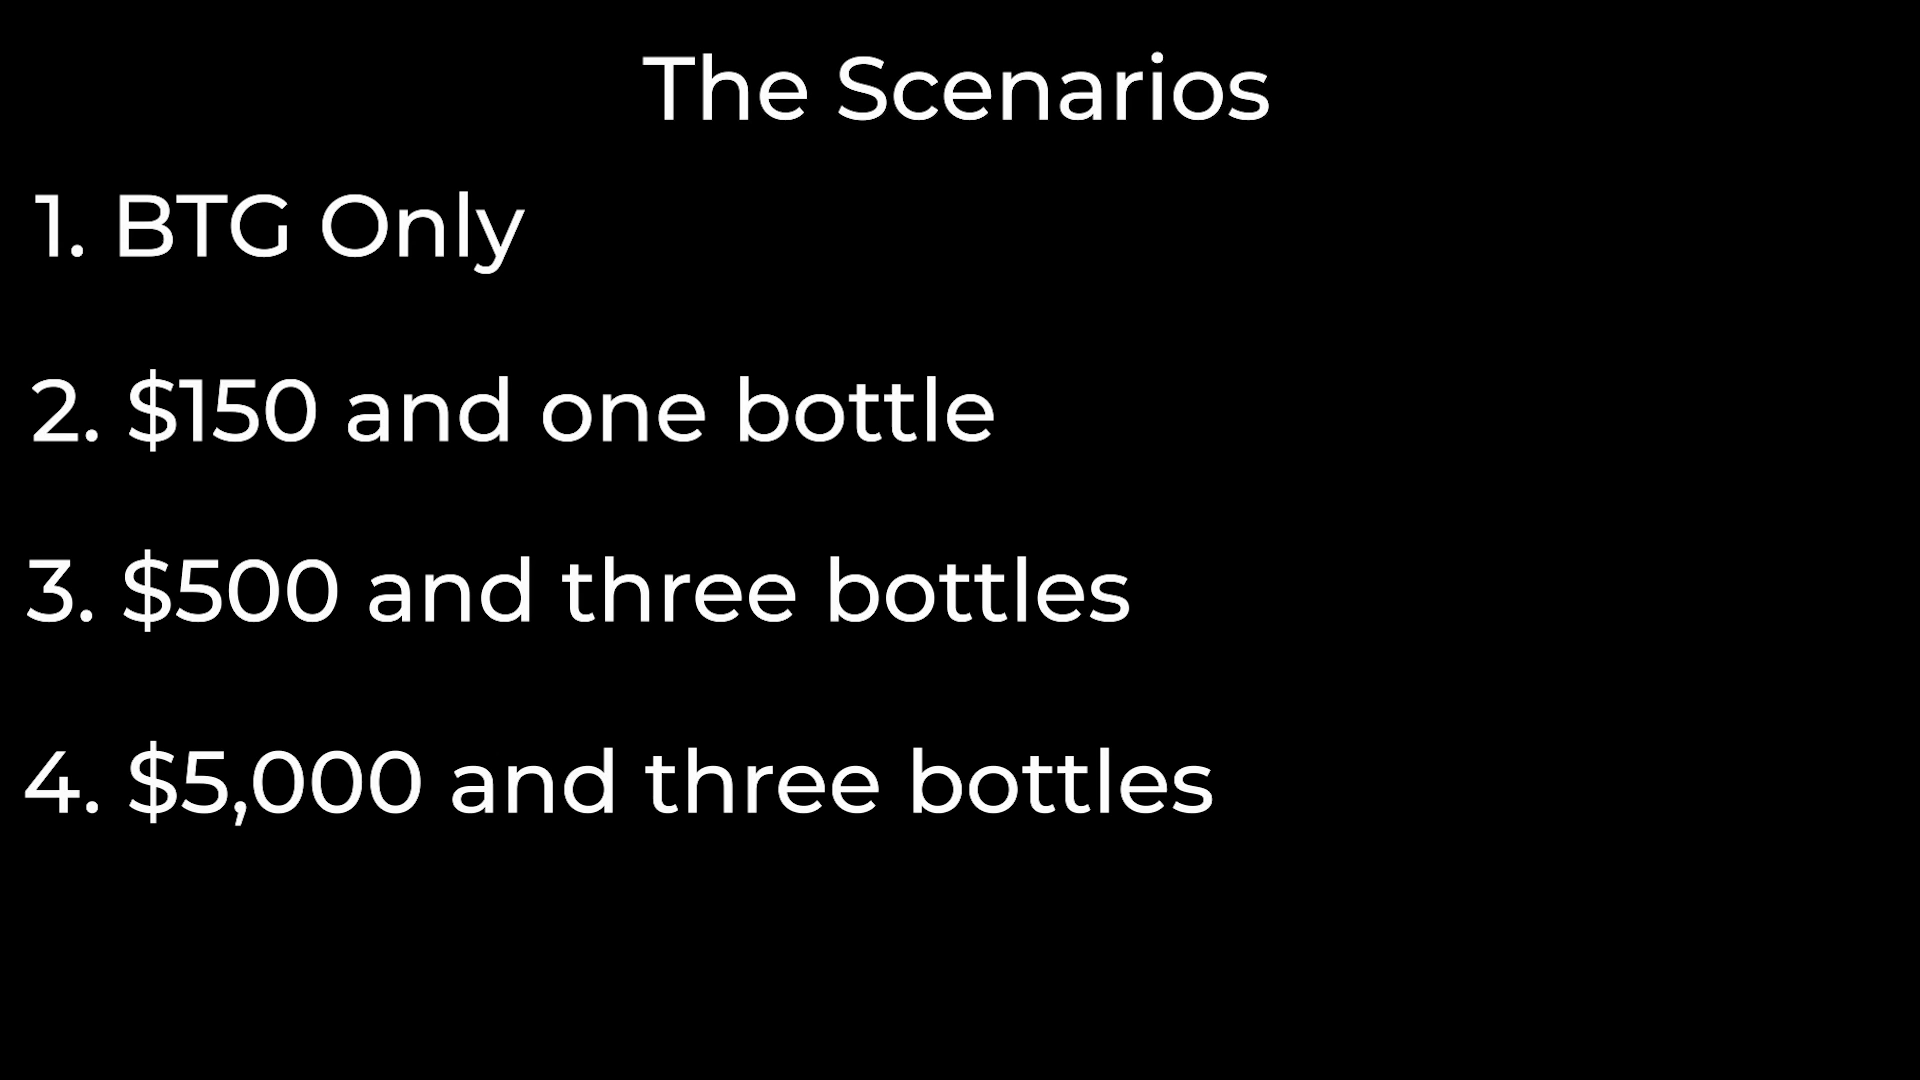 The Scenarios
1. BTG Only
2. $150 and one bottle
3. $500 and three bottles
4. $5,000 and three bottles